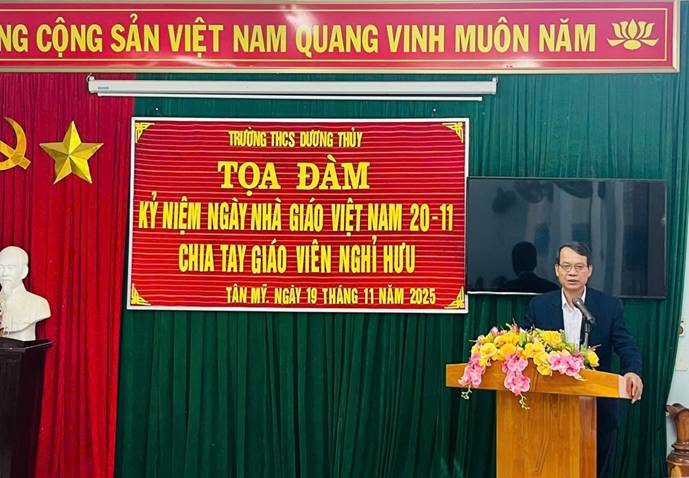 NG CỘNG SẢN VIỆT NAM QUANG VINH MUÔN NĂM
TRƯỜNG THCS DƯƠNG THỦY
TỌA ĐÀM
KỶ NIỆM NGÀY NHÀ GIÁO VIỆT NAM 20-11
CHIA TAY GIÁO VIÊN NGHỈ HƯU
TÂN MỸ, NGÀY 19 THÁNG 11 NĂM 2025